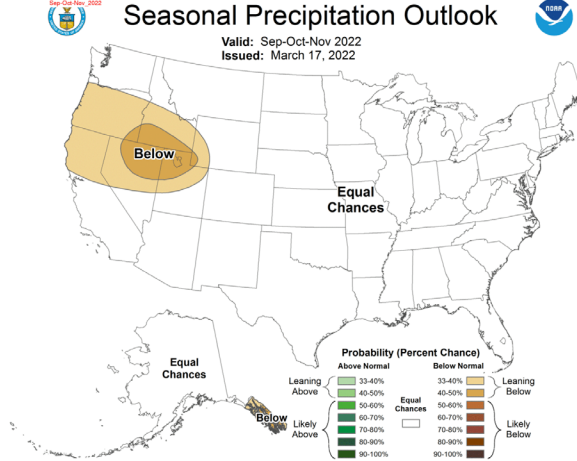 Sep-Oct-Nov_2022
Seasonal Precipitation Outlook
NOAA
Valid: Sep-Oct-Nov 2022
Issued: March 17, 2022
Below
Equal
Chances
Equal
Chances
Below
Probability (Percent Chance)
Above Normal
Below Normal
Leaning
Above
33-40%
40-50%
Likely
Above
50-60%
60-70%
70-80%
80-90%
90-100%
Equal
Chances
33-40%
40-50%
Leaning
Below
50-60%
60-70%
70-80%
80-90%
90-100%
Likely
Below